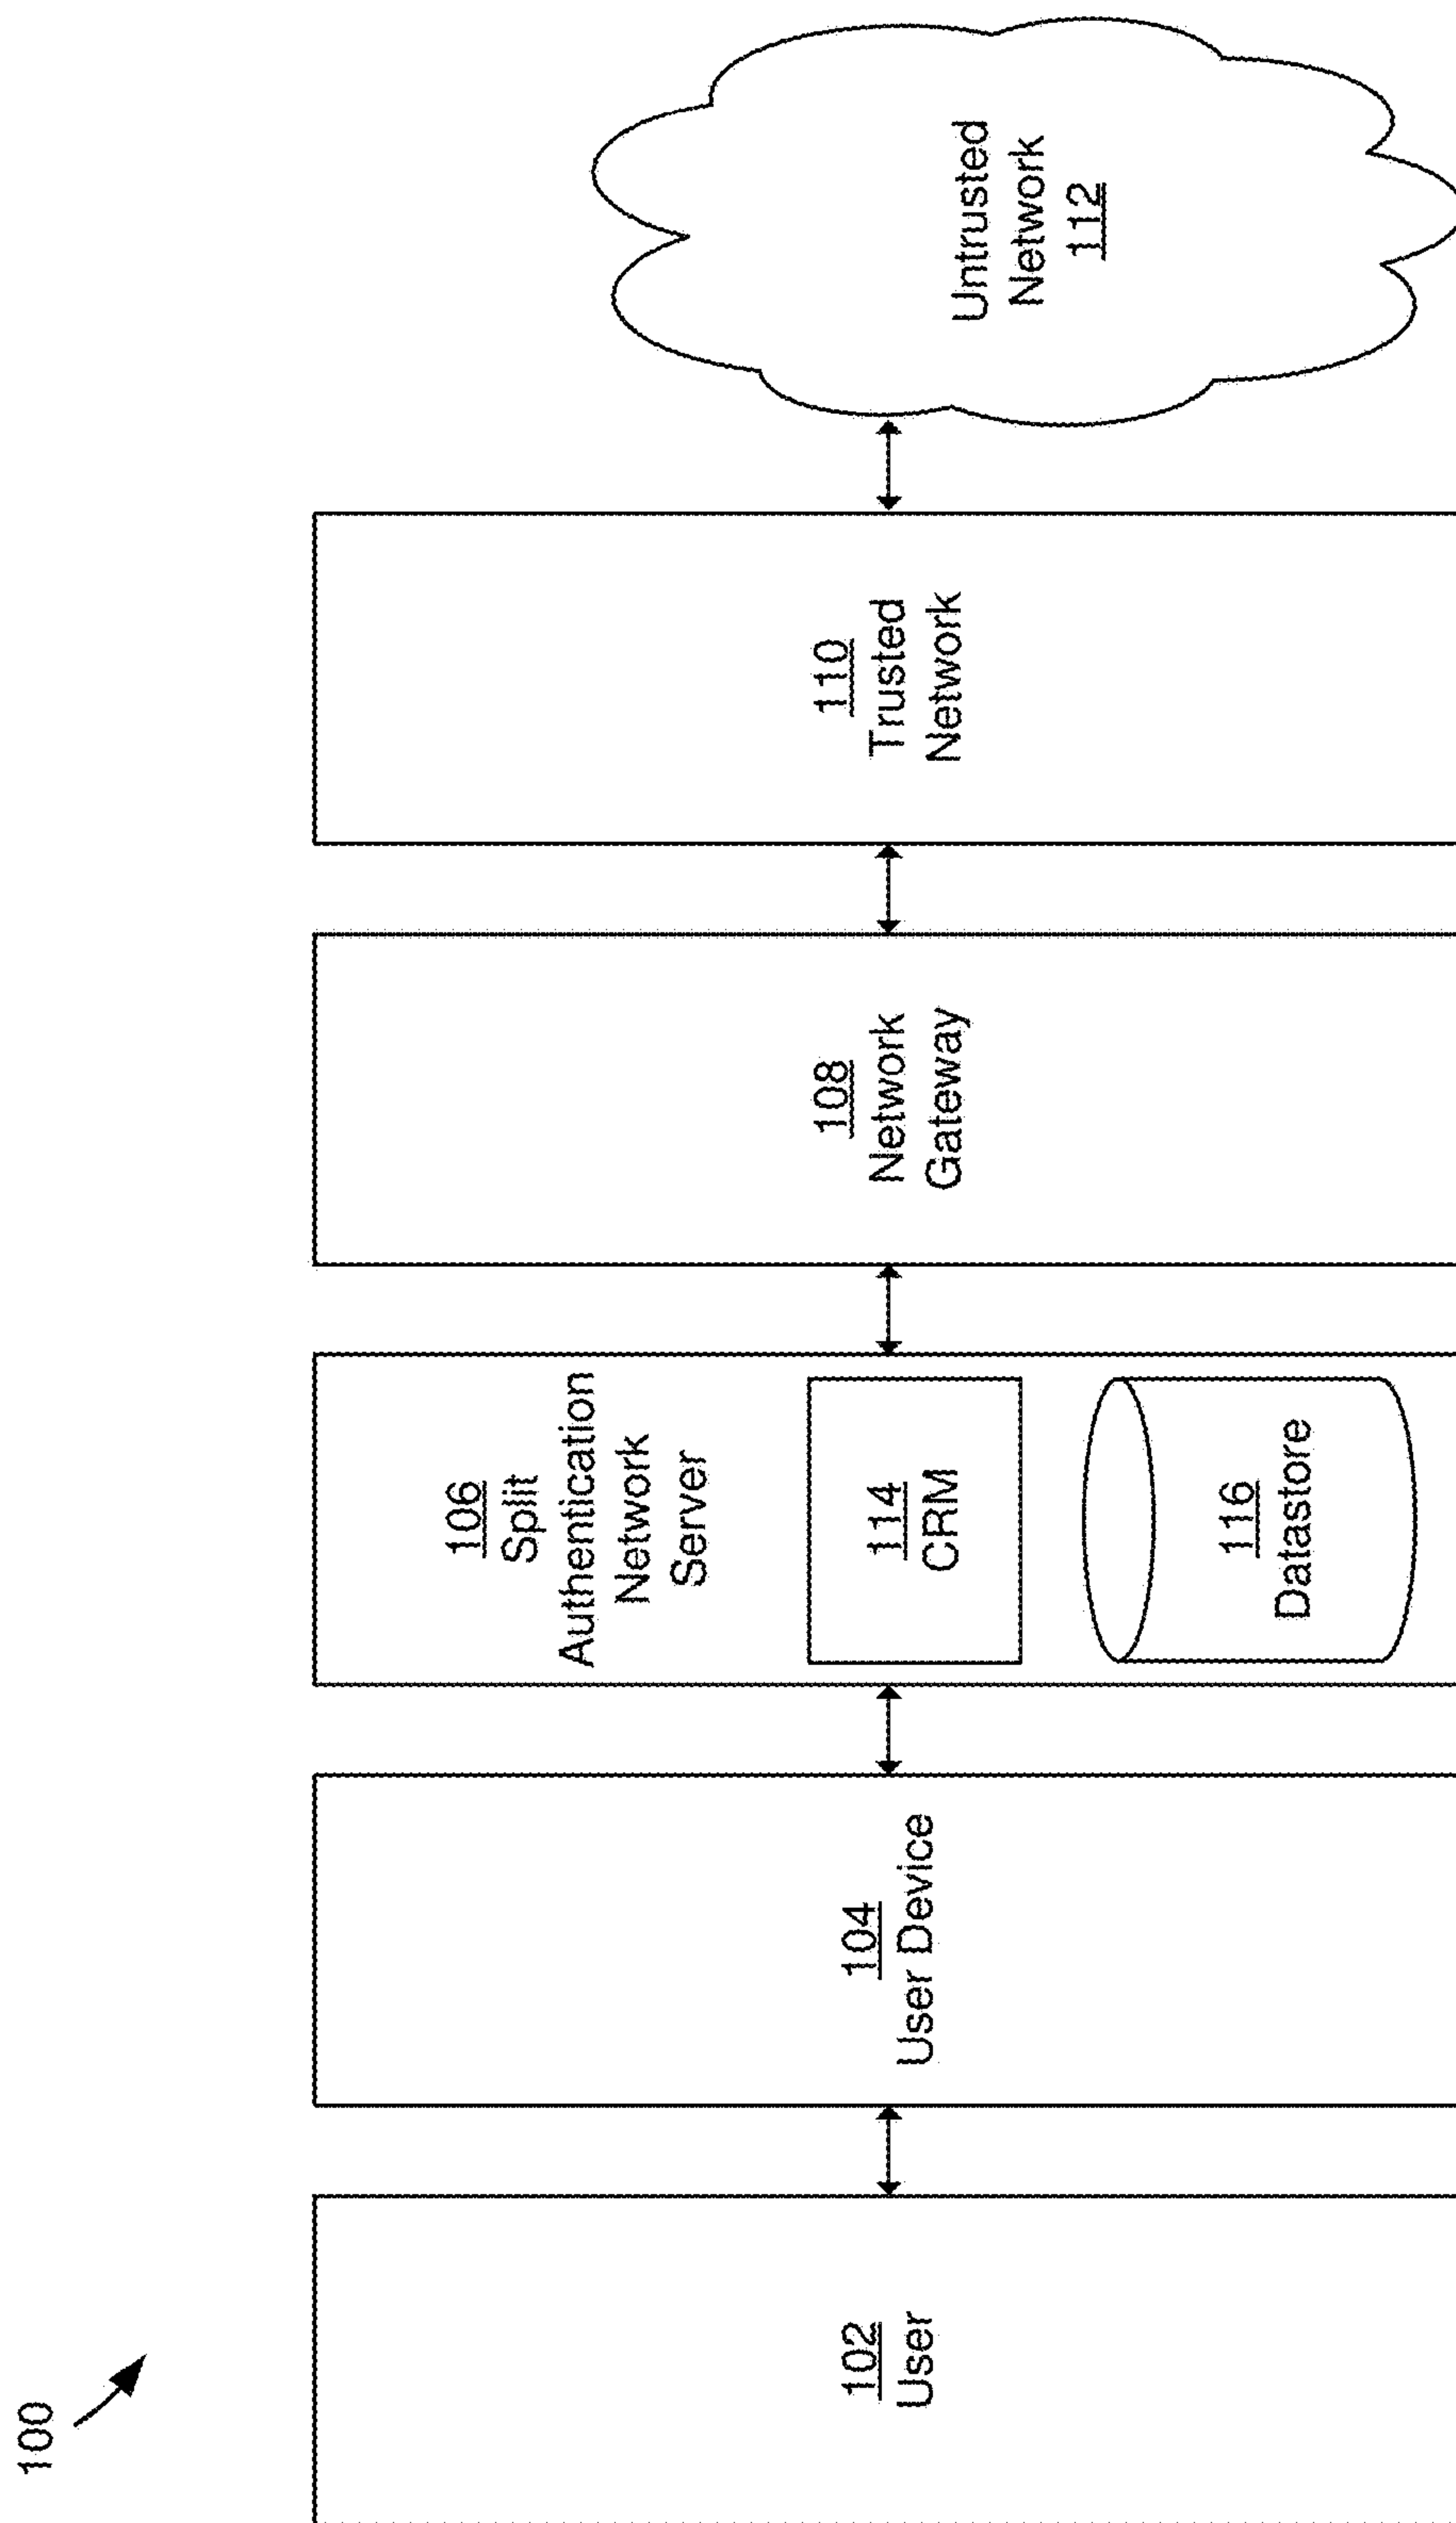 100
102
User
104
User Device
106
Split
Authentication
Network
Server
114
CRM
116
Datastore
108
Network
Gateway
110
Trusted
Network
Untrusted
Network
112